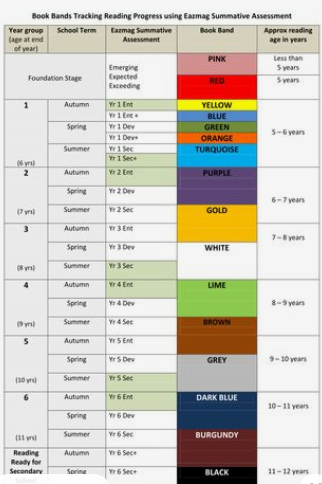 Book Bands Tracking Reading Progress using Eazmag Summative Assessment
Year group (age at end of year) School Term Eazmag Summative Assessment Book Band Approx reading age in years
Foundation Stage Emerging Expected Exceeding PINK Less than 5 years
RED 5 years
1 Autumn Yr 1 Ent YELLOW
Yr 1 Ent + BLUE
Spring Yr 1 Dev GREEN 5 – 6 years
Yr 1 Dev+ ORANGE
Summer Yr 1 Sec TURQUOISE
(6 yrs) Yr 1 Sec+
2 Autumn Yr 2 Ent PURPLE
Spring Yr 2 Dev 6 – 7 years
(7 yrs) Summer Yr 2 Sec GOLD
3 Autumn Yr 3 Ent 7 – 8 years
Spring Yr 3 Dev WHITE
(8 yrs) Summer Yr 3 Sec
4 Autumn Yr 4 Ent LIME
Spring Yr 4 Dev 8 – 9 years
(9 yrs) Summer Yr 4 Sec BROWN
5 Autumn Yr 5 Ent
Spring Yr 5 Dev GREY 9 – 10 years
(10 yrs) Summer Yr 5 Sec
6 Autumn Yr 6 Ent DARK BLUE
Spring Yr 6 Dev 10 – 11 years
(11 yrs) Summer Yr 6 Sec BURGUNDY
Reading Ready for Secondary Autumn Yr 6 Sec+
Spring Yr 6 Sec+ BLACK 11 – 12 years